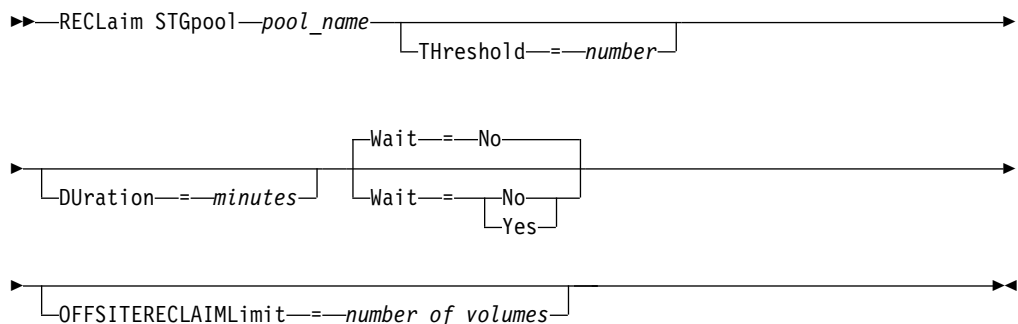 RECLaim STGpool pool_name
THreshold = number
Wait = No
DUration = minutes
Wait = No
Yes
OFFSITERECLAIMLimit = number of volumes